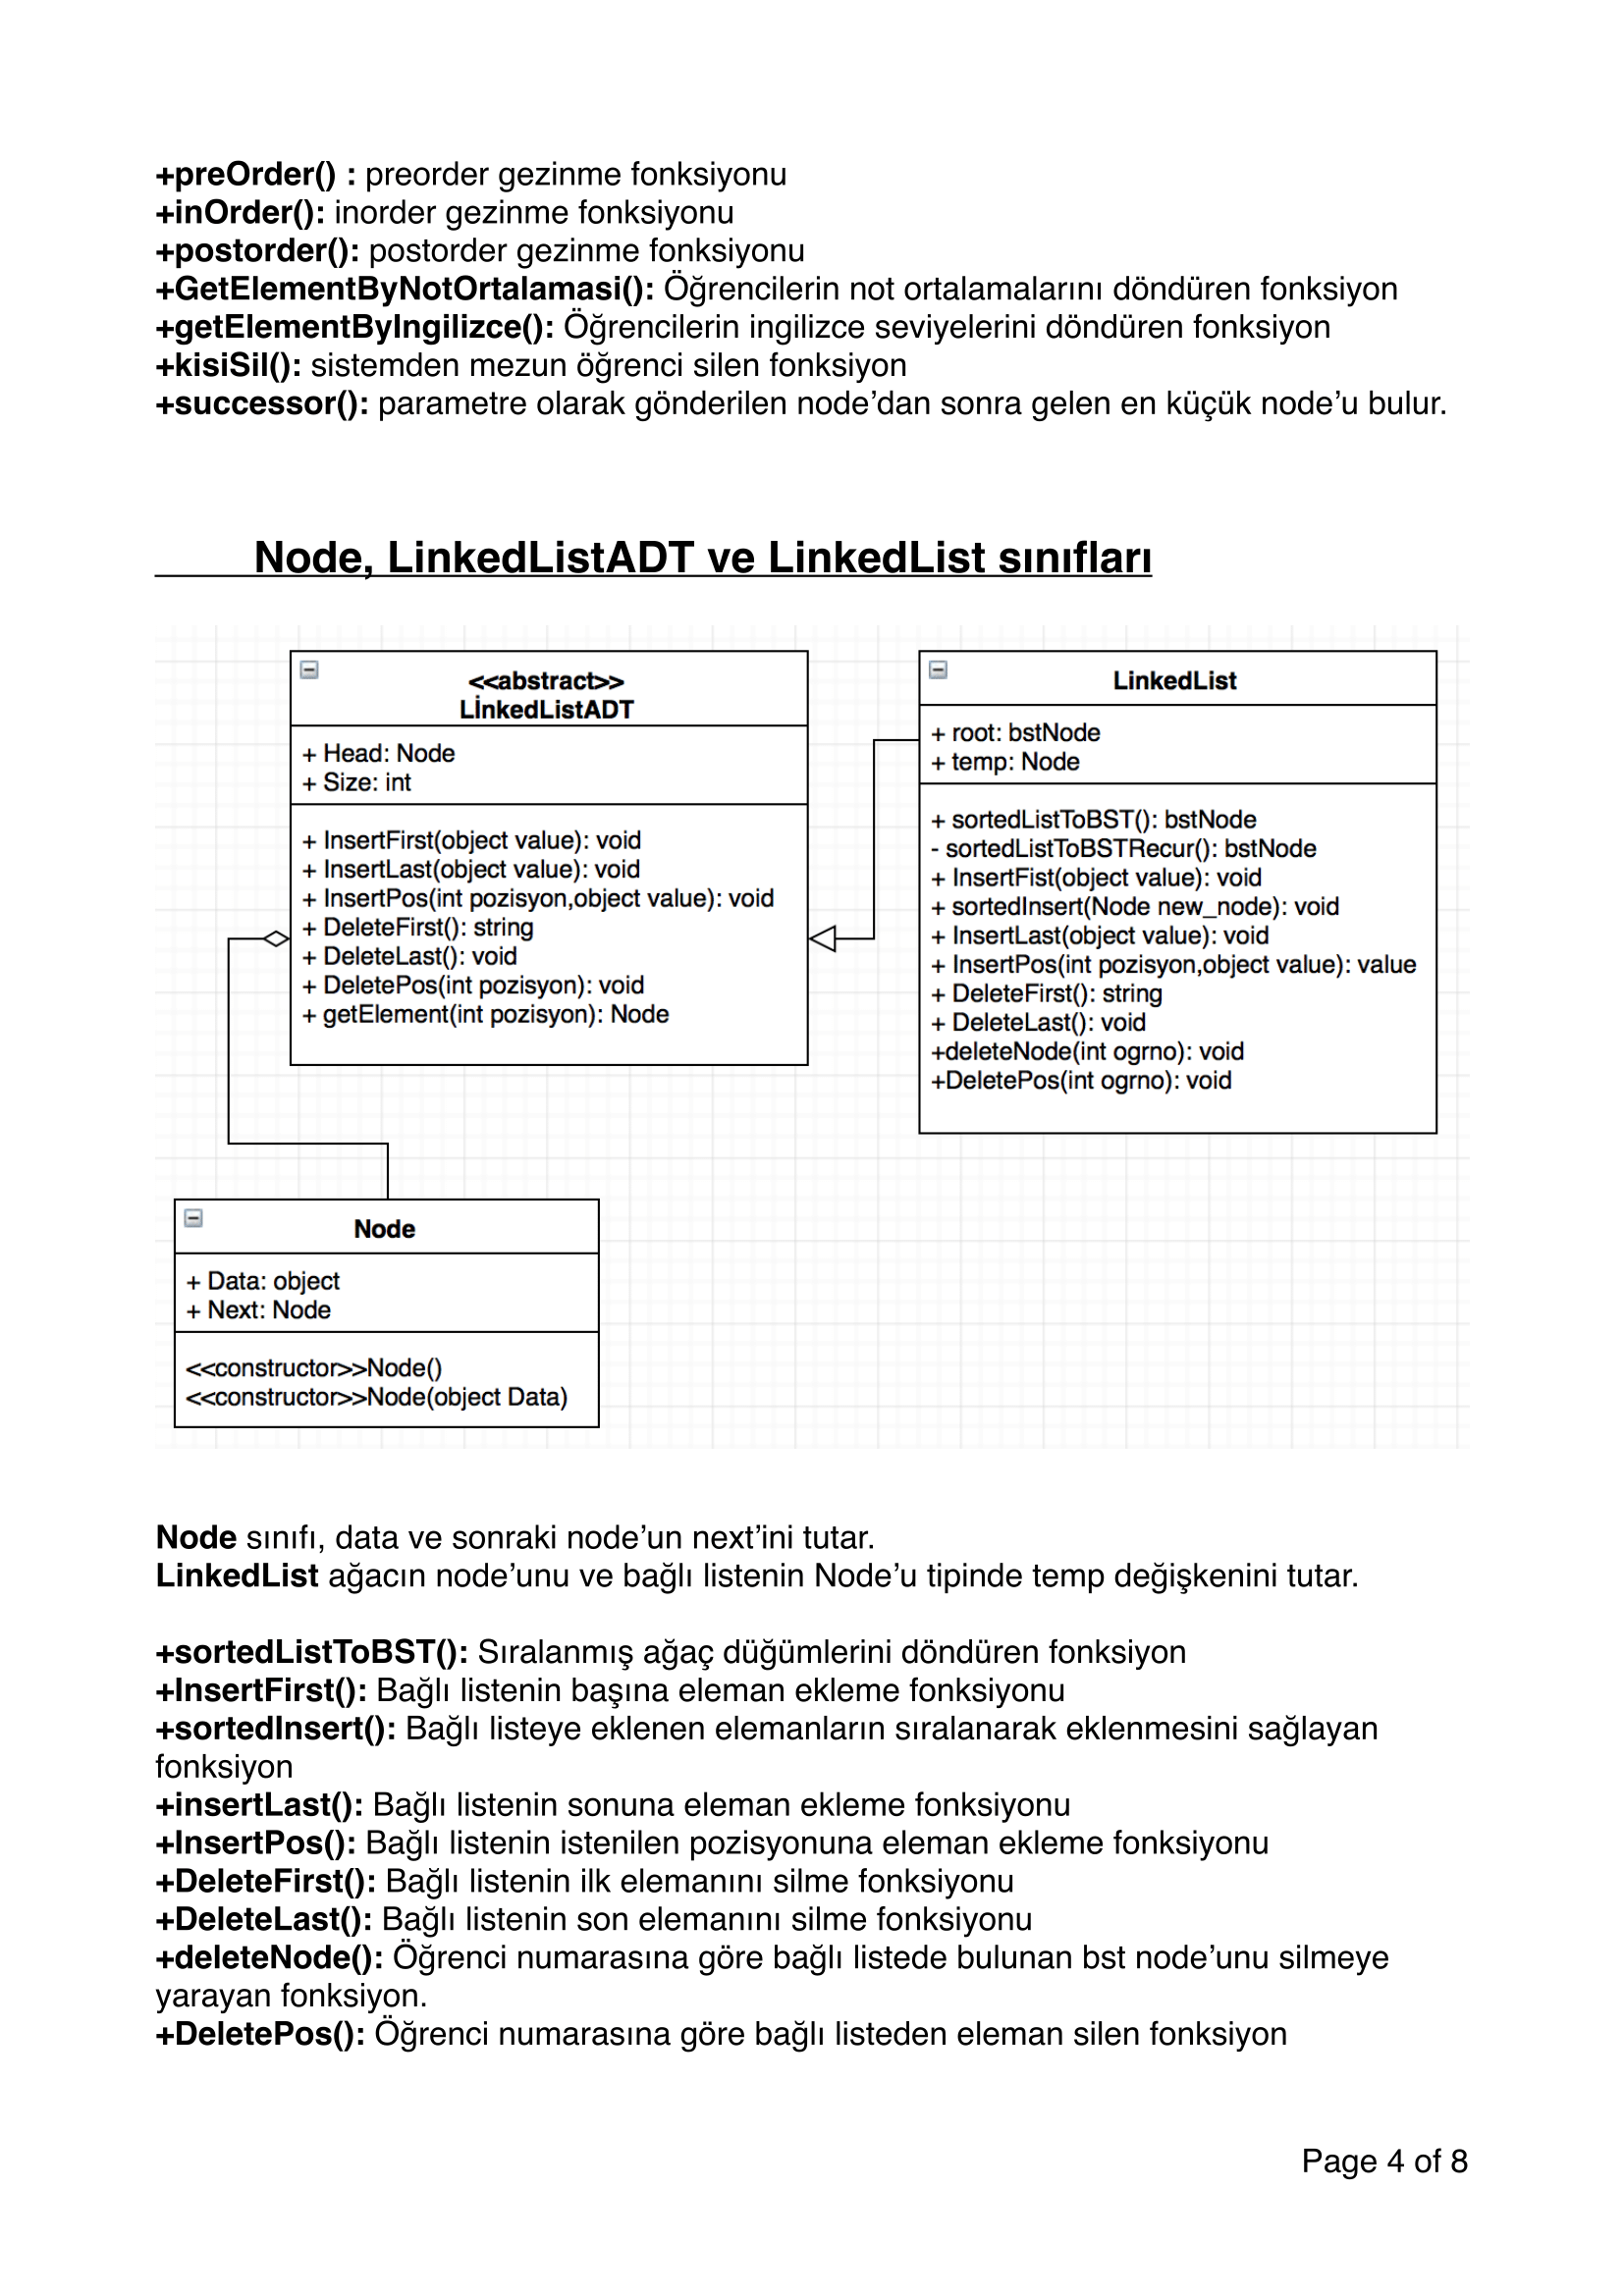 +preOrder() : preorder gezinme fonksiyonu
+inOrder(): inorder gezinme fonksiyonu
+postorder(): postorder gezinme fonksiyonu
+GetElementByNotOrtalamasi(): Öğrencilerin not ortalamalarını döndüren fonksiyon
+getElementByIngilizce(): Öğrencilerin ingilizce seviyelerini döndüren fonksiyon
+kisiSil(): sistemden mezun öğrenci silen fonksiyon
+successor(): parametre olarak gönderilen node’dan sonra gelen en küçük node’u bulur.
Node, LinkedListADT ve LinkedList sınıfları
<<abstract>>
LİnkedListADT
+ Head: Node
+ Size: int
+ InsertFirst(object value): void
+ InsertLast(object value): void
+ InsertPos(int pozisyon,object value): void
+ DeleteFirst(): string
+ DeleteLast(): void
+ DeletePos(int pozisyon): void
+ getElement(int pozisyon): Node
LinkedList
+ root: bstNode
+ temp: Node
+ sortedListToBST(): bstNode
- sortedListToBSTRecur(): bstNode
+ InsertFist(object value): void
+ sortedInsert(Node new_node): void
+ InsertLast(object value): void
+ InsertPos(int pozisyon,object value): value
+ DeleteFirst(): string
+ DeleteLast(): void
+deleteNode(int ogrno): void
+DeletePos(int ogrno): void
Node
+ Data: object
+ Next: Node
<<constructor>>Node()
<<constructor>>Node(object Data)
Node sınıfı, data ve sonraki node’un next’ini tutar.
LinkedList ağacın node’unu ve bağlı listenin Node’u tipinde temp değişkenini tutar.
+sortedListToBST(): Sıralanmış ağaç düğümlerini döndüren fonksiyon
+InsertFirst(): Bağlı listenin başına eleman ekleme fonksiyonu
+sortedInsert(): Bağlı listeye eklenen elemanların sıralanarak eklenmesini sağlayan
fonksiyon
+insertLast(): Bağlı listenin sonuna eleman ekleme fonksiyonu
+InsertPos(): Bağlı listenin istenilen pozisyonuna eleman ekleme fonksiyonu
+DeleteFirst(): Bağlı listenin ilk elemanını silme fonksiyonu
+DeleteLast(): Bağlı listenin son elemanını silme fonksiyonu
+deleteNode(): Öğrenci numarasına göre bağlı listede bulunan bst node’unu silmeye
yarayan fonksiyon.
+DeletePos(): Öğrenci numarasına göre bağlı listeden eleman silen fonksiyon
Page 4 of 8